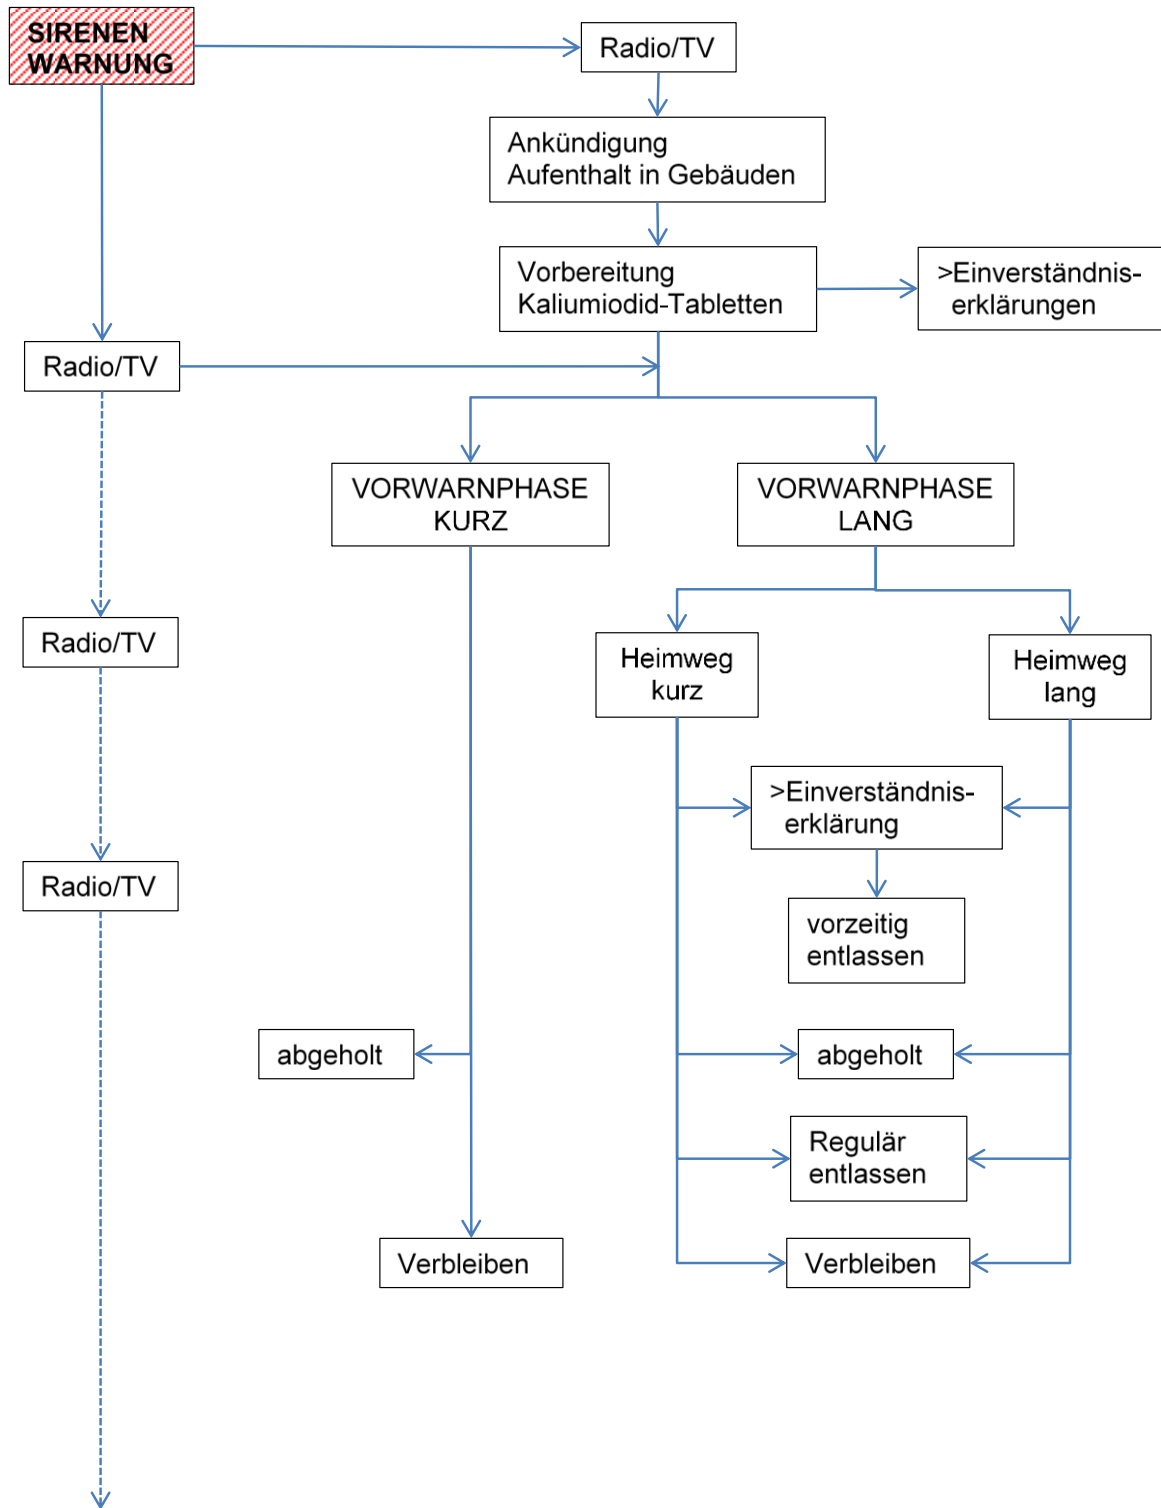 SIRENEN
WARNUNG
Radio/TV
Ankündigung
Aufenthalt in Gebäuden
Vorbereitung
Kaliumiodid-Tabletten
>Einverständnis-
erklärungen
Radio/TV
VORWARNPHASE
KURZ
VORWARNPHASE
LANG
Radio/TV
Heimweg
kurz
Heimweg
lang
>Einverständnis-
erklärung
Radio/TV
vorzeitig
entlassen
abgeholt
abgeholt
Regulär
entlassen
Verbleiben
Verbleiben